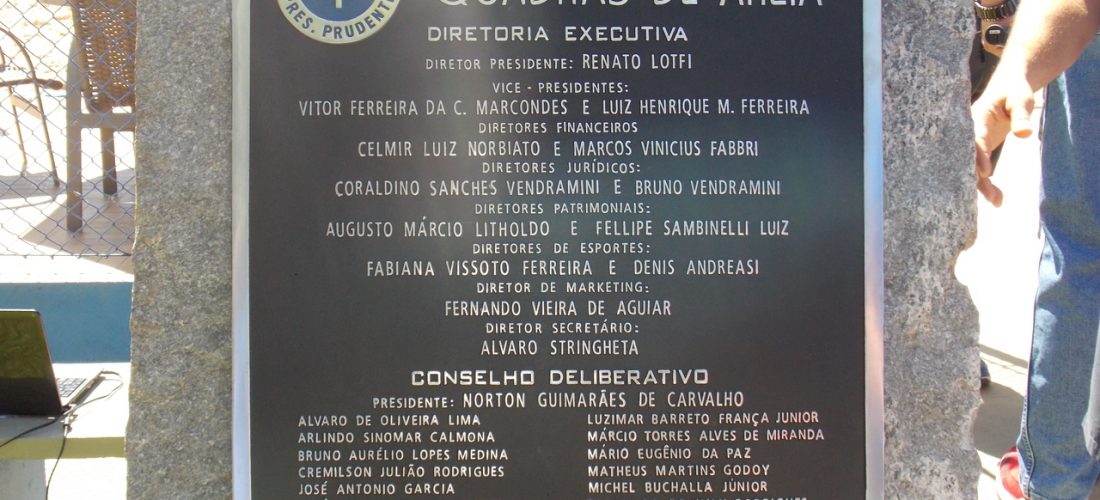 QUADRAS DE AREIA
PRES. PRUDENTE
DIRETORIA EXECUTIVA
DIRETOR PRESIDENTE: RENATO LOTFI
VICE - PRESIDENTES:
VITOR FERREIRA DA C. MARCONDES E LUIZ HENRIQUE M. FERREIRA
DIRETORES FINANCEIROS
CELMIR LUIZ NORBIATO E MARCOS VINICIUS FABBRI
DIRETORES JURÍDICOS:
CORALDINO SANCHES VENDRAMINI E BRUNO VENDRAMINI
DIRETORES PATRIMONIAIS:
AUGUSTO MÁRCIO LITHOLDO E FELLIPE SAMBINELLI LUIZ
DIRETORES DE ESPORTES:
FABIANA VISSOTO FERREIRA E DENIS ANDREASI
DIRETOR DE MARKETING:
FERNANDO VIEIRA DE AGUIAR
DIRETOR SECRETÁRIO:
ALVARO STRINGHETA
CONSELHO DELIBERATIVO
PRESIDENTE: NORTON GUIMARÃES DE CARVALHO
ALVARO DE OLIVEIRA LIMA
ARLINDO SINOMAR CALMONA
BRUNO AURÉLIO LOPES MEDINA
CREMILSON JULIÃO RODRIGUES
JOSÉ ANTONIO GARCIA
LUZIMAR BARRETO FRANÇA JUNIOR
MÁRCIO TORRES ALVES DE MIRANDA
MÁRIO EUGÊNIO DA PAZ
MATHEUS MARTINS GODOY
MICHEL BUCHALLA JÚNIOR